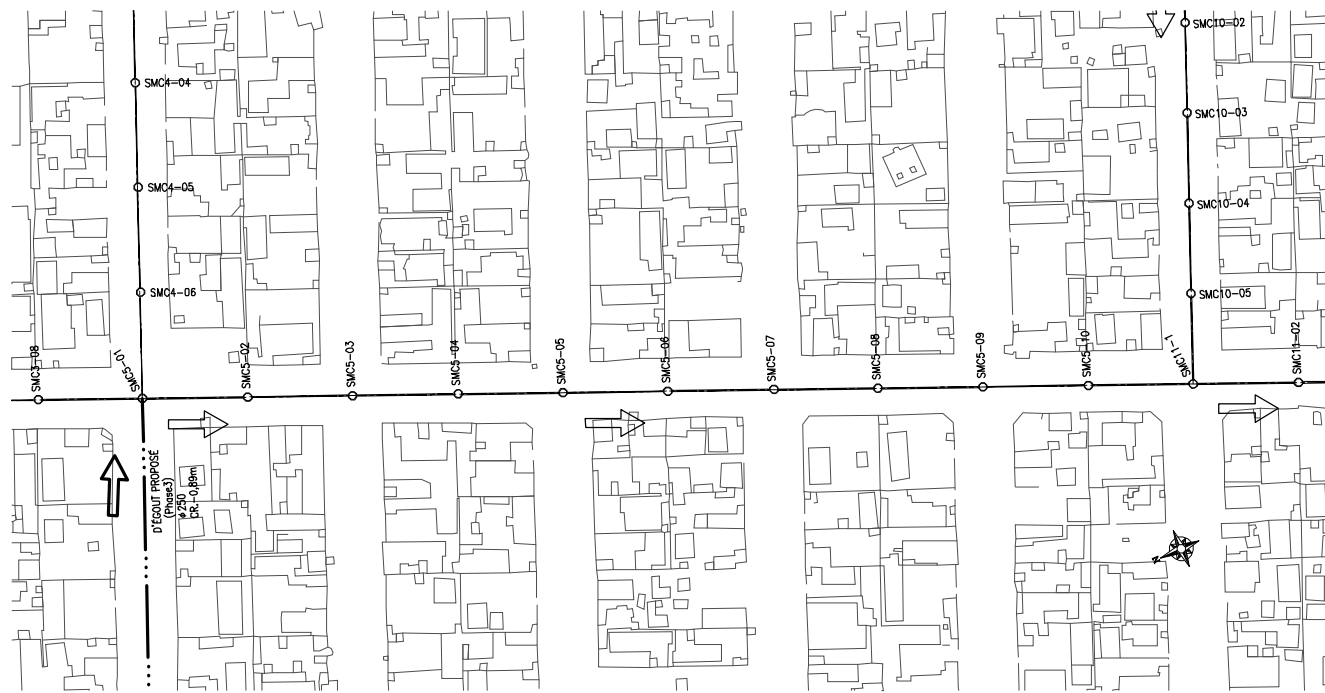 SMC10-02
SMC4-04
SMC10-03
SMC4-05
SMC10-04
SMC4-06
SMC10-05
SMC3-08
SMC5-01
SMC5-02
SMC5-03
SMC5-04
SMC5-05
SMC5-06
SMC5-07
SMC5-08
SMC5-09
SMC5-10
SMC11-1
SMC11-02
D'ÉGOUT PROPOSÉ
(Phase3)
ϕ250
CR.-0,89m